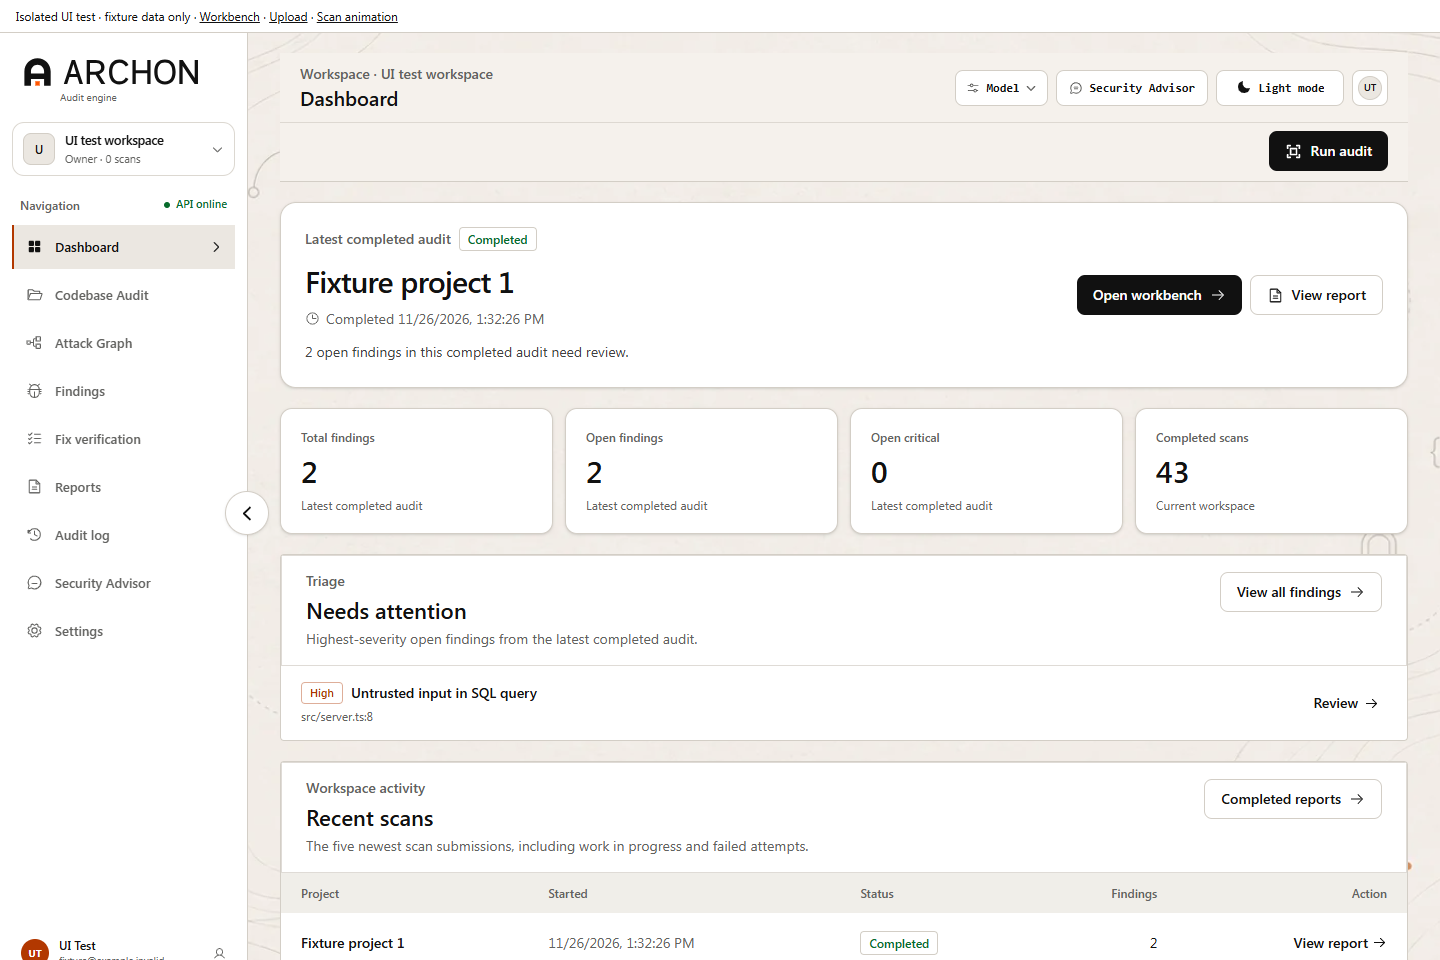 Isolated UI test · fixture data only · Workbench · Upload · Scan animation
ARCHON
Audit engine
U
UI test workspace
Owner · 0 scans
Navigation
API online
Dashboard
Codebase Audit
Attack Graph
Findings
Fix verification
Reports
Audit log
Security Advisor
Settings
UT
UI Test
fixture@example.invalid
Workspace · UI test workspace
Dashboard
Model
Security Advisor
Light mode
UT
Run audit
Latest completed audit
Completed
Fixture project 1
Completed 11/26/2026, 1:32:26 PM
2 open findings in this completed audit need review.
Open workbench
View report
Total findings
2
Latest completed audit
Open findings
2
Latest completed audit
Open critical
0
Latest completed audit
Completed scans
43
Current workspace
Triage
Needs attention
Highest-severity open findings from the latest completed audit.
View all findings
High
Untrusted input in SQL query
src/server.ts:8
Review
Workspace activity
Recent scans
The five newest scan submissions, including work in progress and failed attempts.
Completed reports
Project Started Status Findings Action
Fixture project 1 11/26/2026, 1:32:26 PM Completed 2 View report